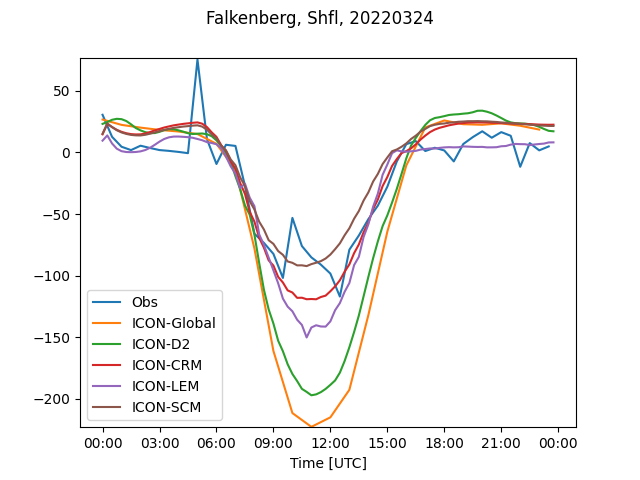 Falkenberg, Shfl, 20220324
50
0
−50
−100
−150
−200
Obs
ICON-Global
ICON-D2
ICON-CRM
ICON-LEM
ICON-SCM
00:00 03:00 06:00 09:00 12:00 15:00 18:00 21:00 00:00
Time [UTC]